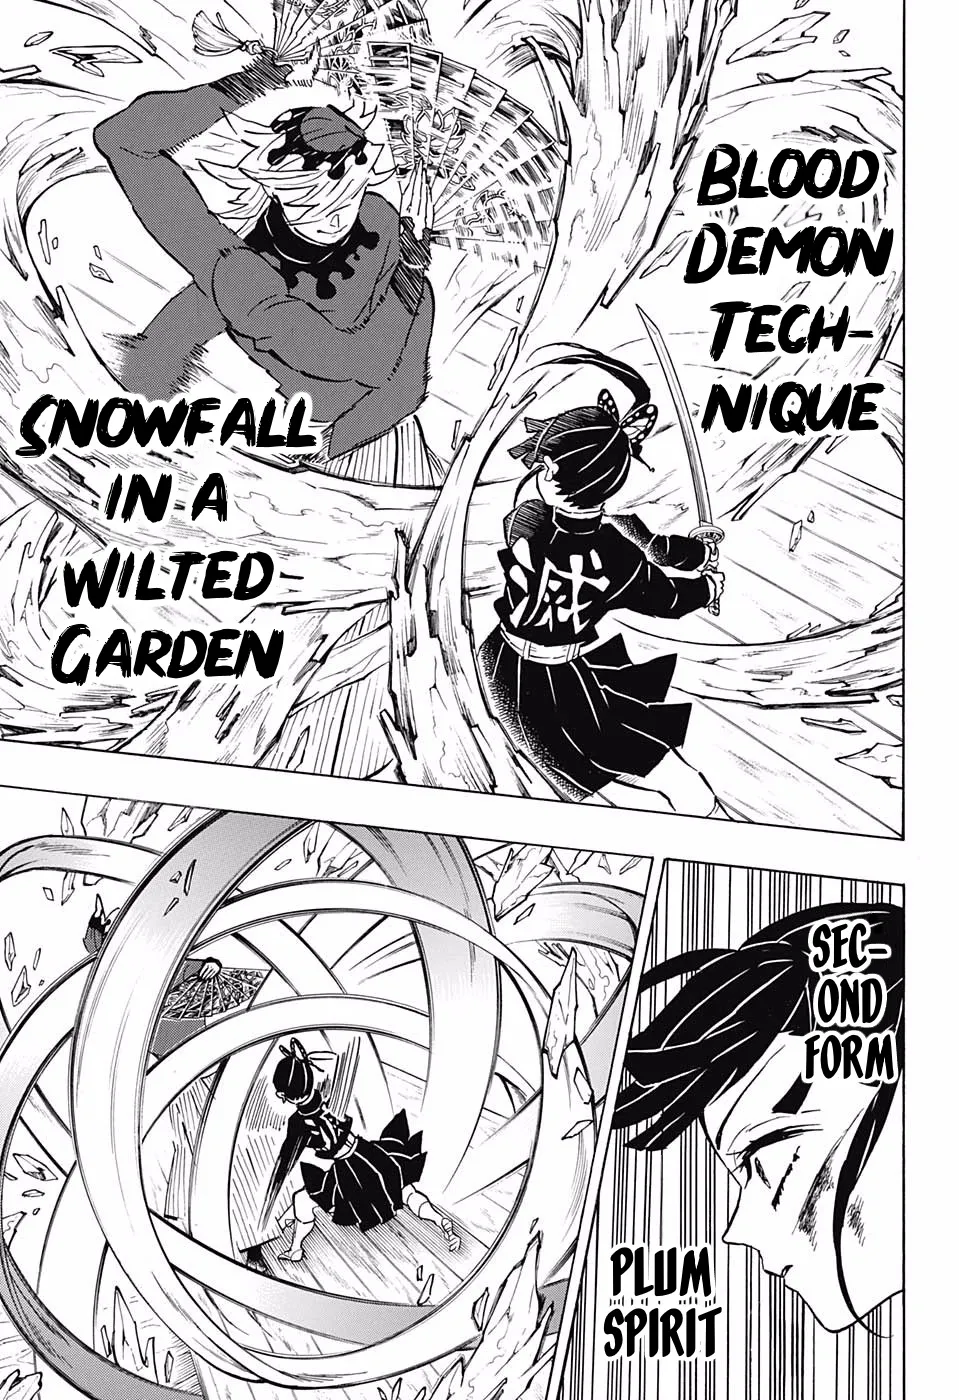 BLOOD
DEMON
TECH-
NIQUE
SNOWFALL
IN A
WILTED
GARDEN
滅
SEC-
OND
FORM
PLUM
SPIRIT